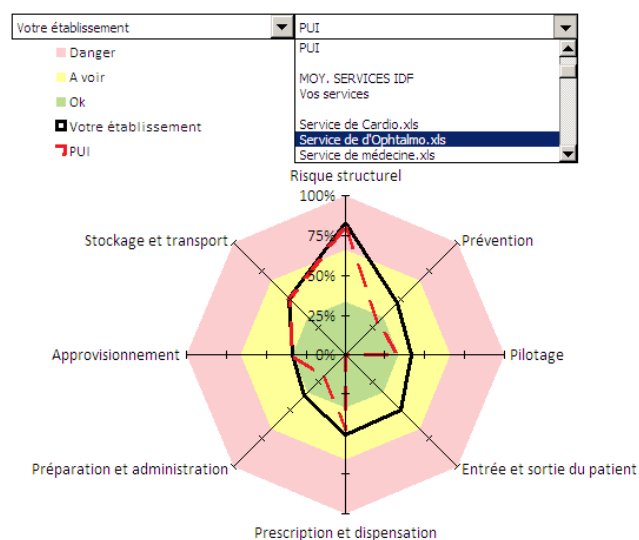 Votre établissement
PUI
PUI
MOY. SERVICES IDF
Vos services
Service de Cardio.xls
Service de d'Ophtalmo.xls
Service de médecine.xls
Danger
A voir
Ok
Votre établissement
PUI
Risque structurel
100%
75%
50%
25%
0%
Stockage et transport
Prévention
Approvisionnement
Pilotage
Préparation et administration
Entrée et sortie du patient
Prescription et dispensation